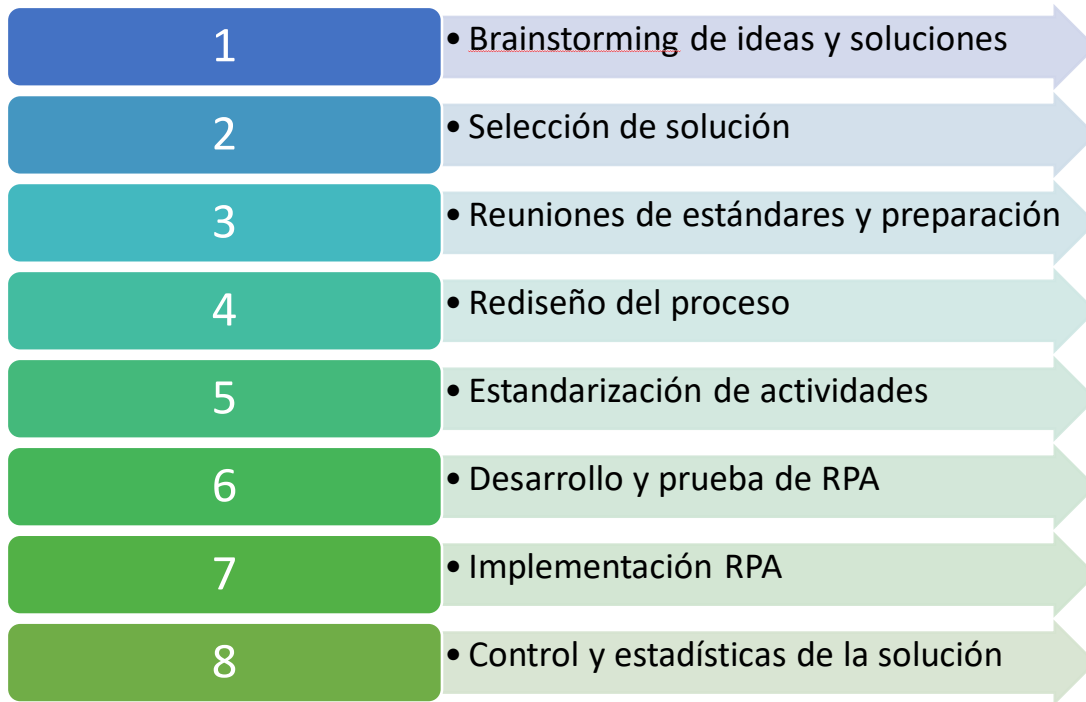 1
• Brainstorming de ideas y soluciones
2
• Selección de solución
3
• Reuniones de estándares y preparación
4
• Rediseño del proceso
5
• Estandarización de actividades
6
• Desarrollo y prueba de RPA
7
• Implementación RPA
8
• Control y estadísticas de la solución